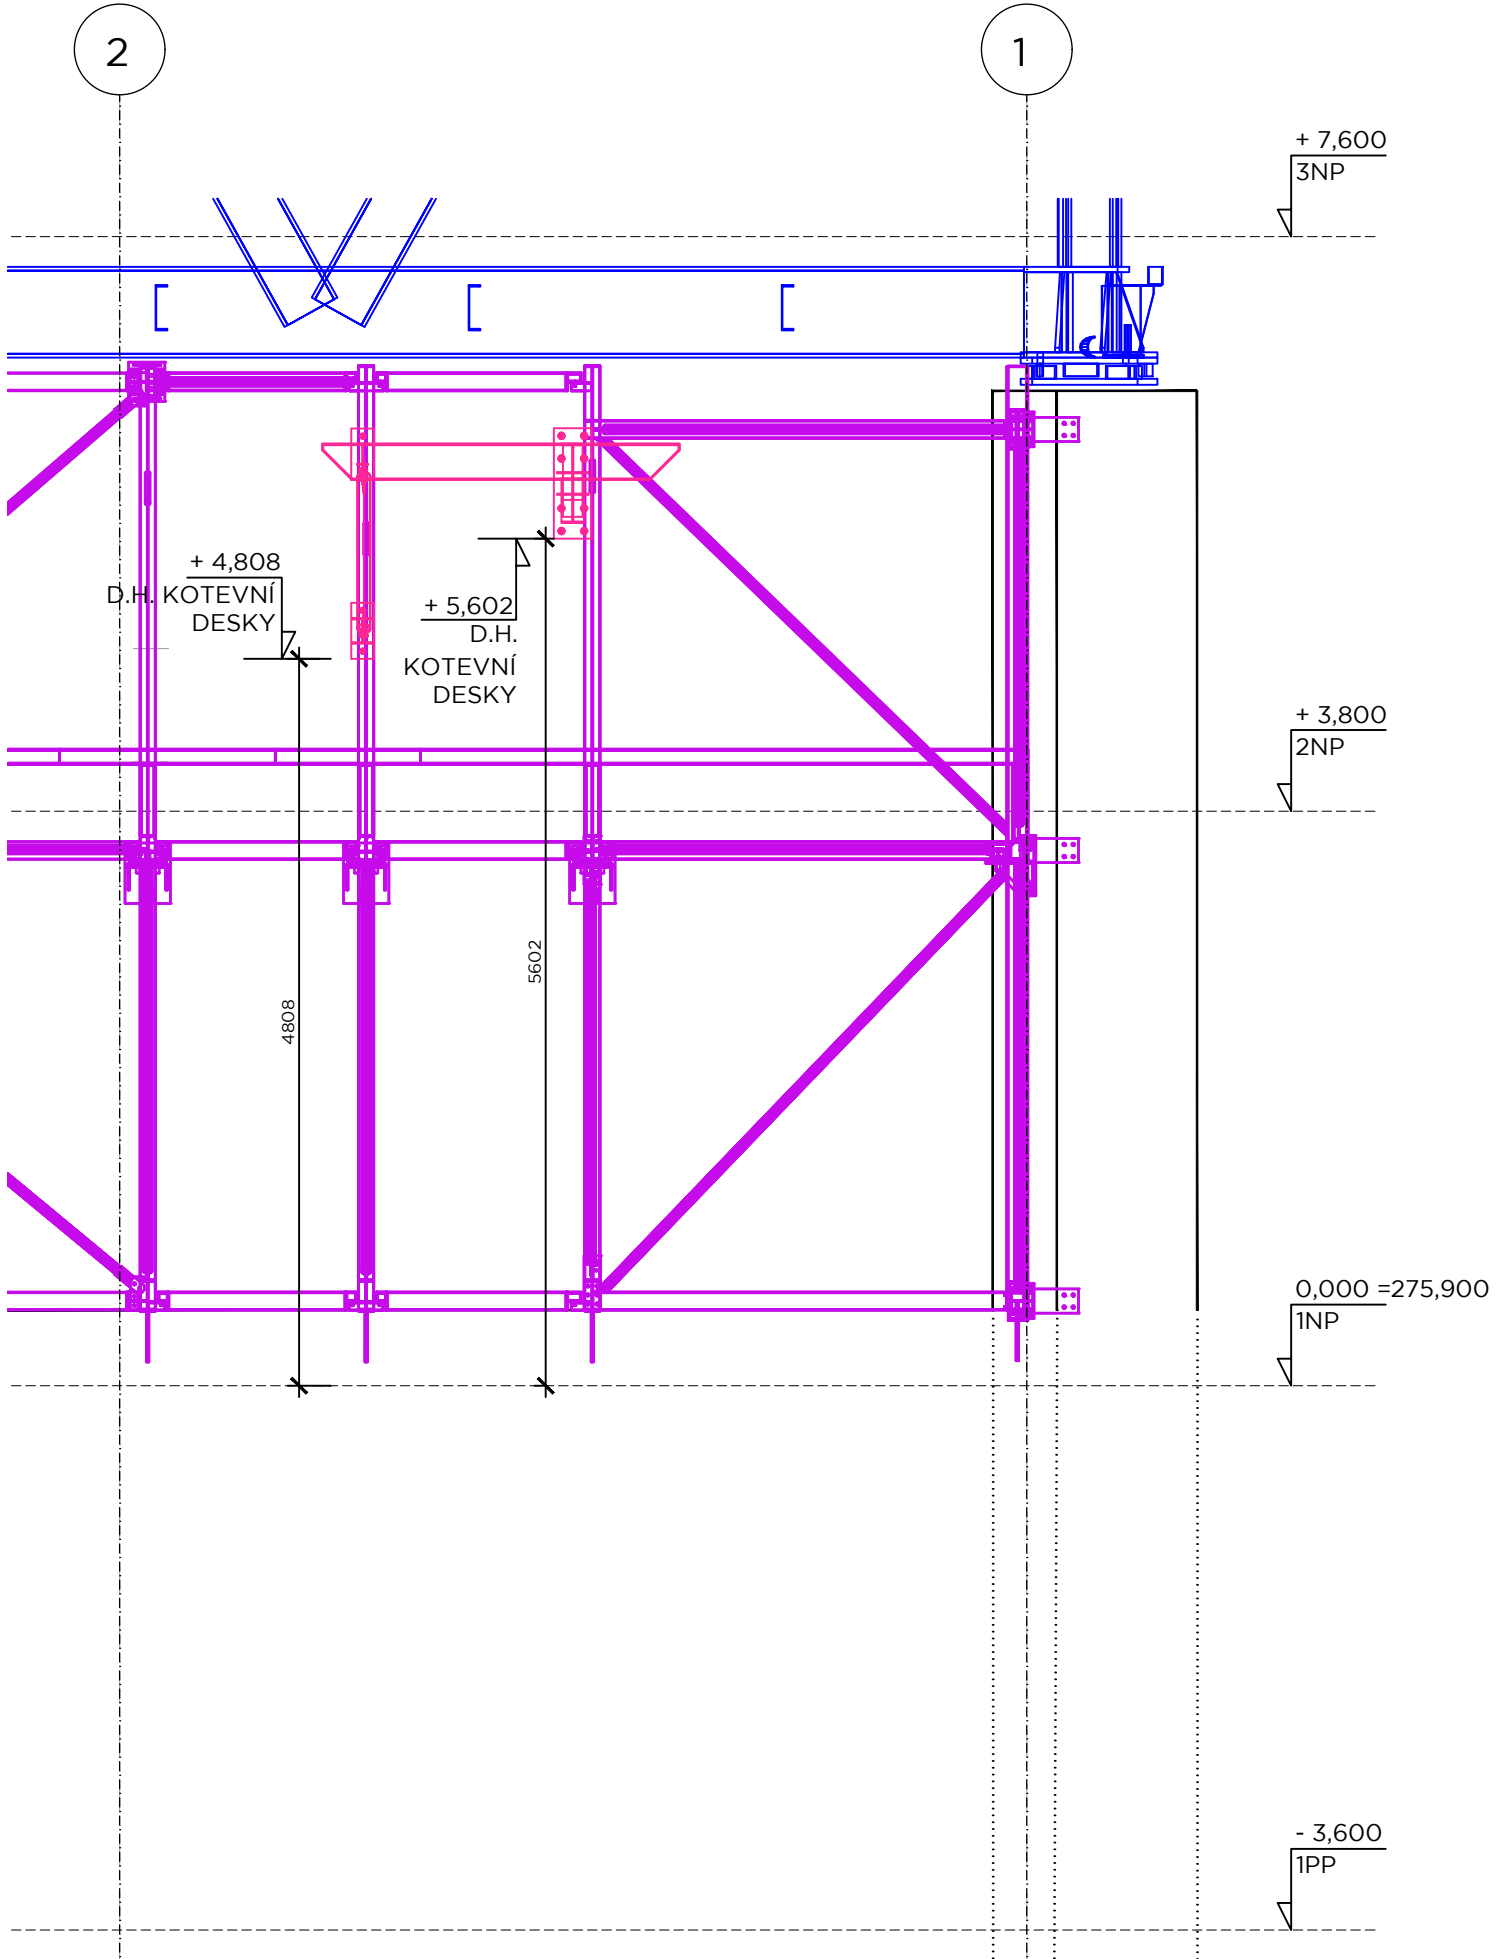 2
1
+ 7,600
3NP
+ 4,808
D.H. KOTEVNÍ
DESKY
+ 5,602
D.H.
KOTEVNÍ
DESKY
+ 3,800
2NP
5602
4808
0,000 =275,900
1NP
- 3,600
1PP